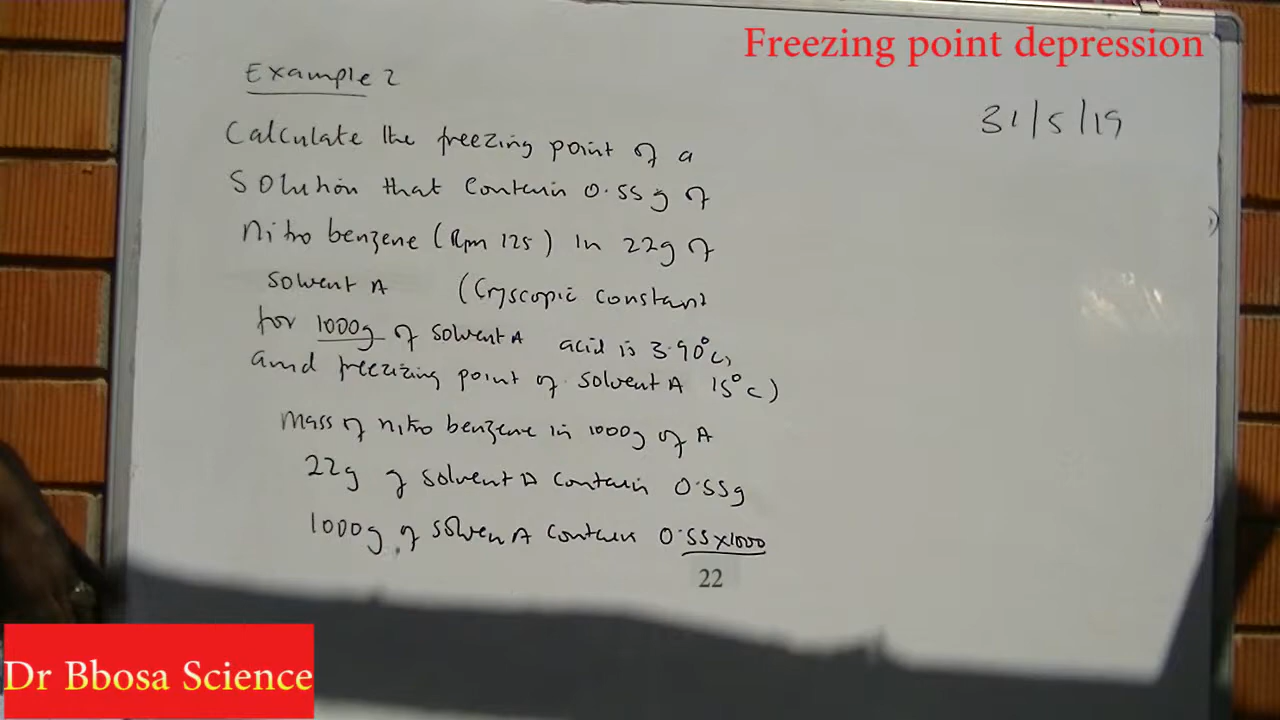 Freezing point depression
Example 2
31/5/19
Calculate the freezing point of a
Solution that contain 0.55g of
nitro benzene (Rpm 125) in 22g of
solvent A (Cryscopic constant
for 1000g of solvent A acid is 3.90°C,
and freezing point of solvent A 15°C)
Mass of nitro benzene in 1000g of A
22g of solvent A contain 0.55g
1000g of solven A contain 0.55x1000
22
Dr Bbosa Science